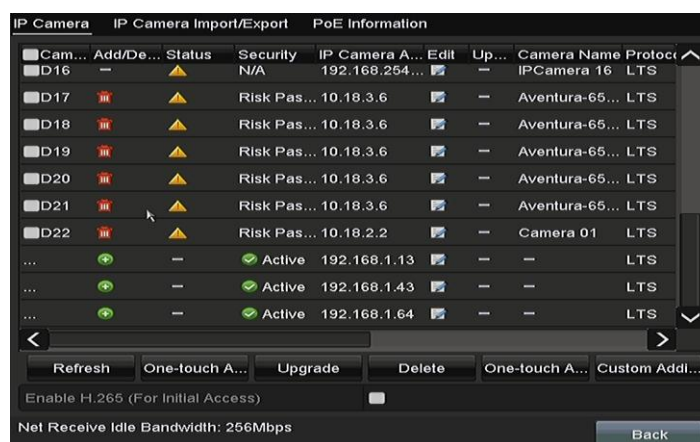 IP Camera IP Camera Import/Export PoE Information
Cam... Add/De... Status Security IP Camera A... Edit Up... Camera Name Protoc
D16 – N/A 192.168.254... – IPCamera 16 LTS
D17 Risk Pas... 10.18.3.6 – Aventura-65... LTS
D18 Risk Pas... 10.18.3.6 – Aventura-65... LTS
D19 Risk Pas... 10.18.3.6 – Aventura-65... LTS
D20 Risk Pas... 10.18.3.6 – Aventura-65... LTS
D21 Risk Pas... 10.18.3.6 – Aventura-65... LTS
D22 Risk Pas... 10.18.2.2 – Camera 01 LTS
... – Active 192.168.1.13 – – LTS
... – Active 192.168.1.43 – – LTS
... – Active 192.168.1.64 – – LTS
Refresh One-touch A... Upgrade Delete One-touch A... Custom Addi...
Enable H.265 (For Initial Access)
Net Receive Idle Bandwidth: 256Mbps
Back